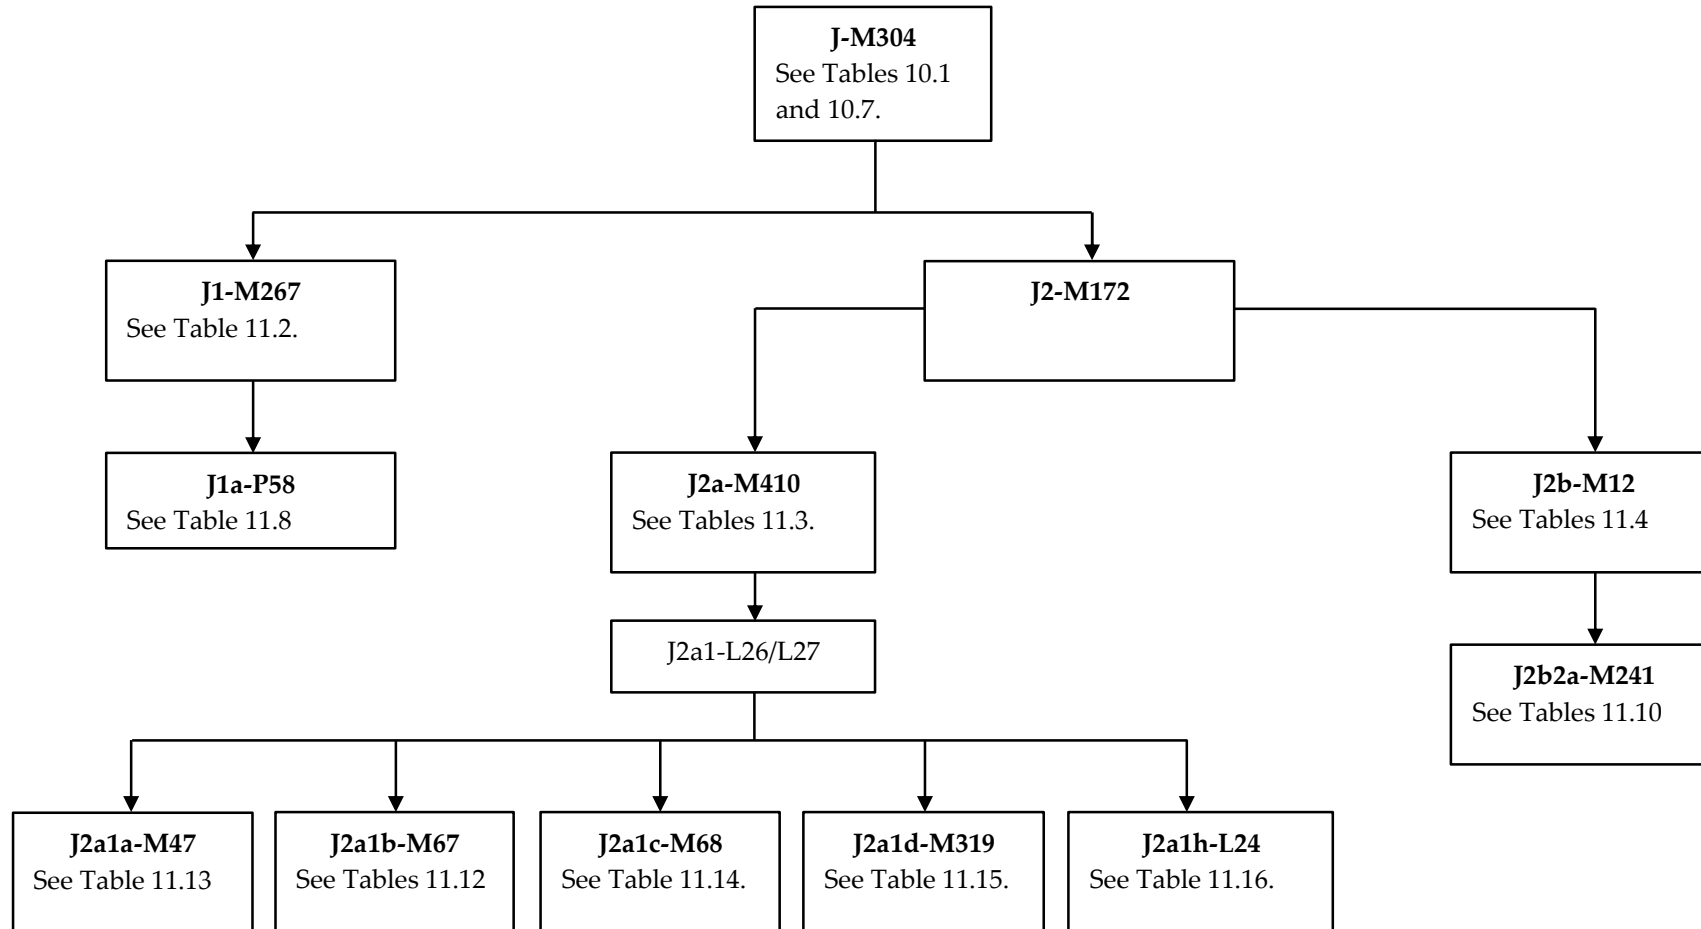 J-M304
See Tables 10.1
and 10.7.
J1-M267
See Table 11.2.
J2-M172
J1a-P58
See Table 11.8
J2a-M410
See Tables 11.3.
J2b-M12
See Tables 11.4
J2a1-L26/L27
J2b2a-M241
See Tables 11.10
J2a1a-M47
See Table 11.13
J2a1b-M67
See Tables 11.12
J2a1c-M68
See Table 11.14.
J2a1d-M319
See Table 11.15.
J2a1h-L24
See Table 11.16.